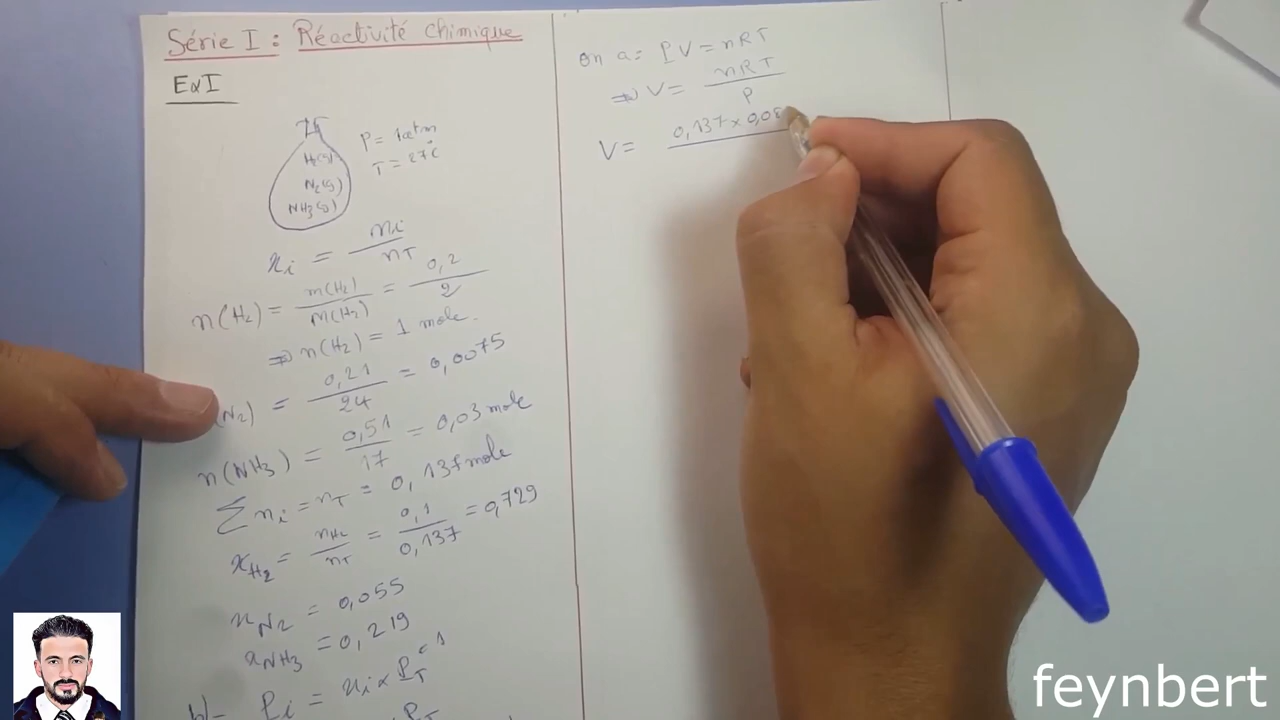 Série I : Réactivité chimique
Ex I
P = 1atm
T = 27°c
H2(g)
N2(g)
NH3(g)
xi = ni / nT
n(H2) = m(H2) / M(H2) = 0,2 / 2
⇒ n(H2) = 1 mole.
(N2) = 0,21 / 24 = 0,0075
n(NH3) = 0,51 / 17 = 0,03 mole
∑ ni = nT = 0,137 mole
xH2 = nH2 / nT = 0,1 / 0,137 = 0,729
xN2 = 0,055
xNH3 = 0,219
b)- Pi = xi × PT = 1
PT
on a : PV = nRT
⇒ V = nRT / P
V = 0,137 × 0,08
feynbert